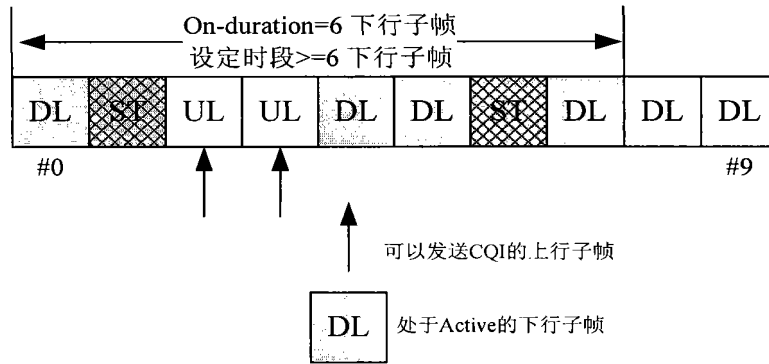 On-duration=6 下行子帧
设定时段>=6 下行子帧
DL ST UL UL DL DL ST DL DL DL
#0 #9
可以发送CQI的上行子帧
DL 处于Active的下行子帧